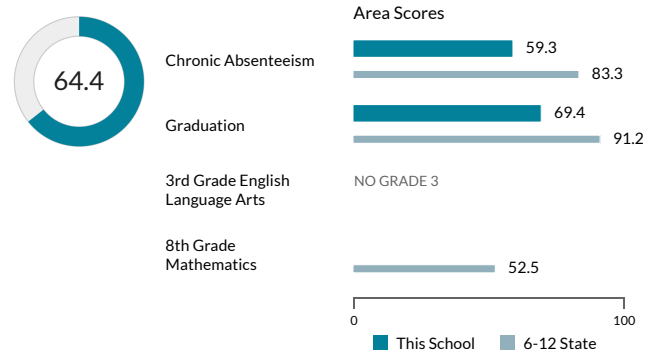 Area Scores
64.4
Chronic Absenteeism
59.3
83.3
Graduation
69.4
91.2
3rd Grade English
Language Arts
NO GRADE 3
8th Grade
Mathematics
52.5
0
100
This School
6-12 State